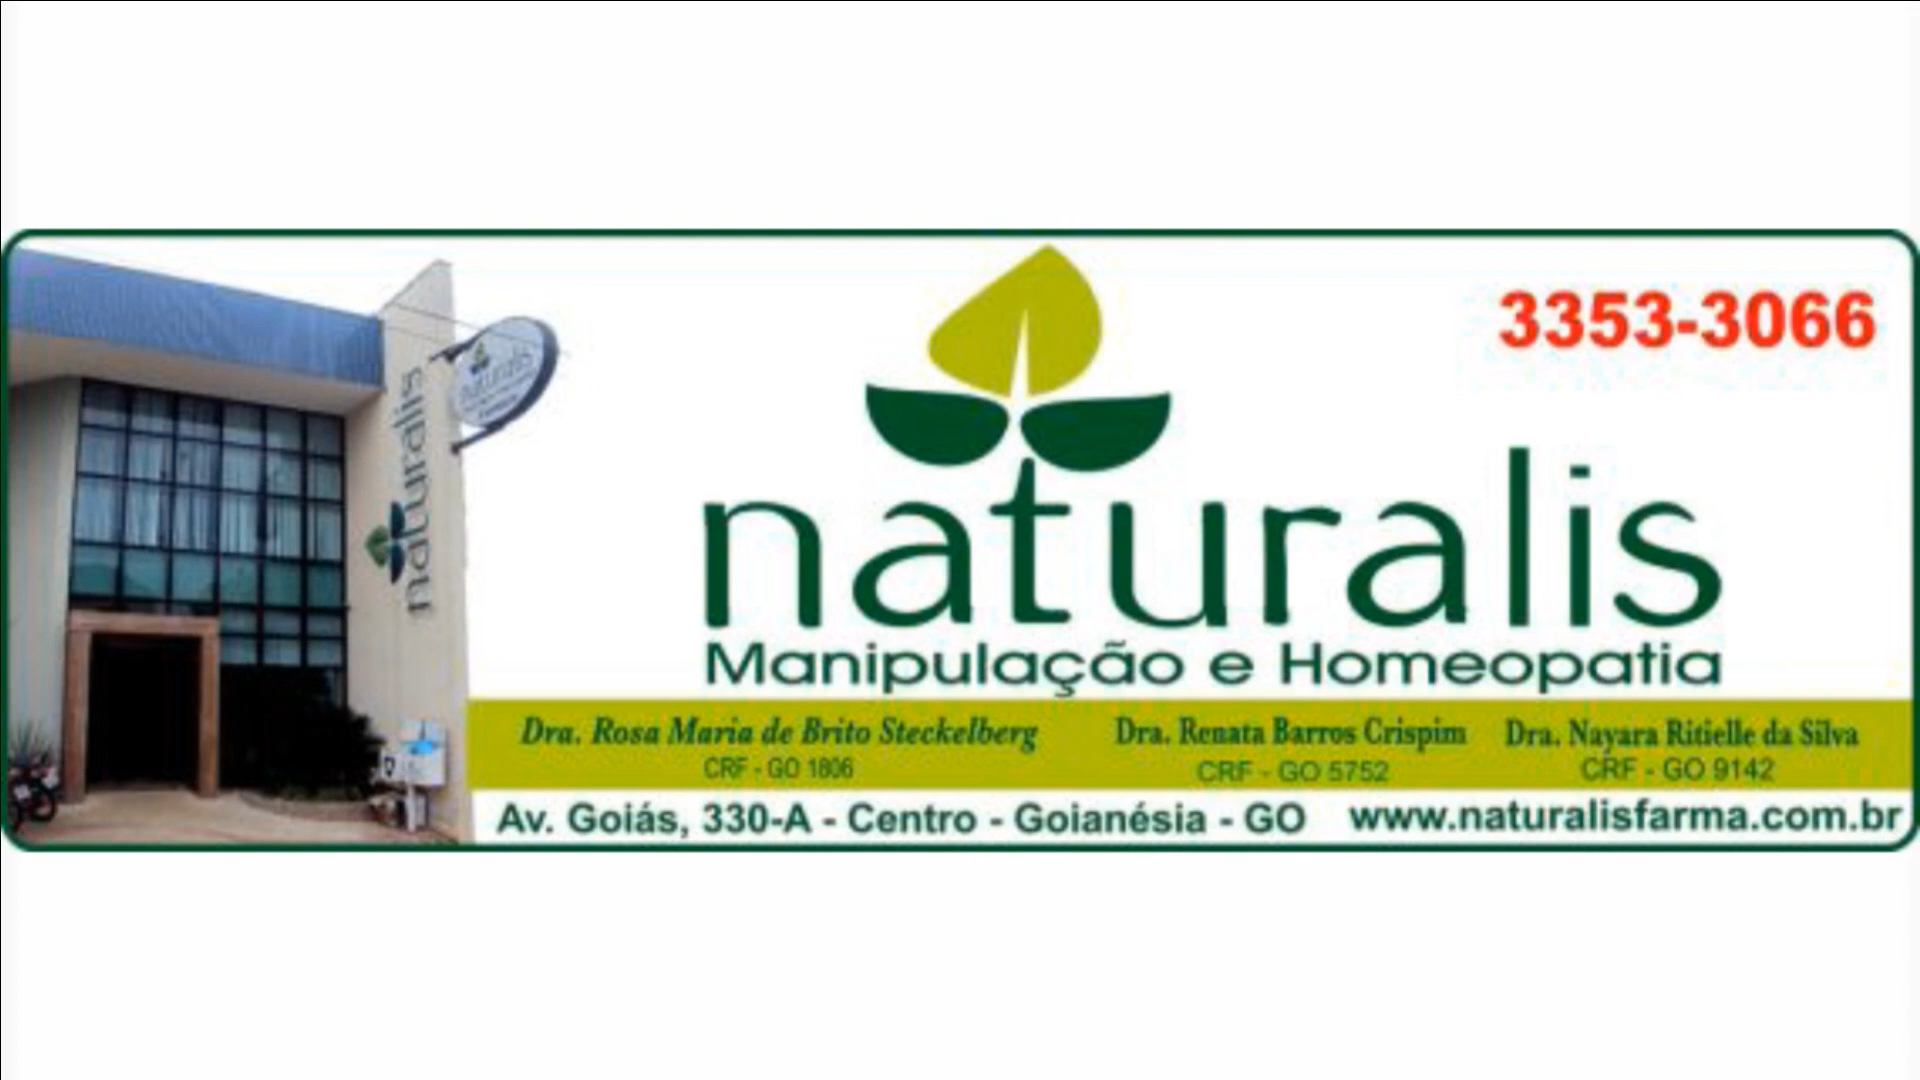 naturalis
naturalis
3353-3066
naturalis
Manipulação e Homeopatia
Dra. Rosa Maria de Brito Steckelberg
CRF - GO 1806
Dra. Renata Barros Crispim
CRF - GO 5752
Dra. Nayara Ritielle da Silva
CRF - GO 9142
Av. Goiás, 330-A - Centro - Goianésia - GO
www.naturalisfarma.com.br